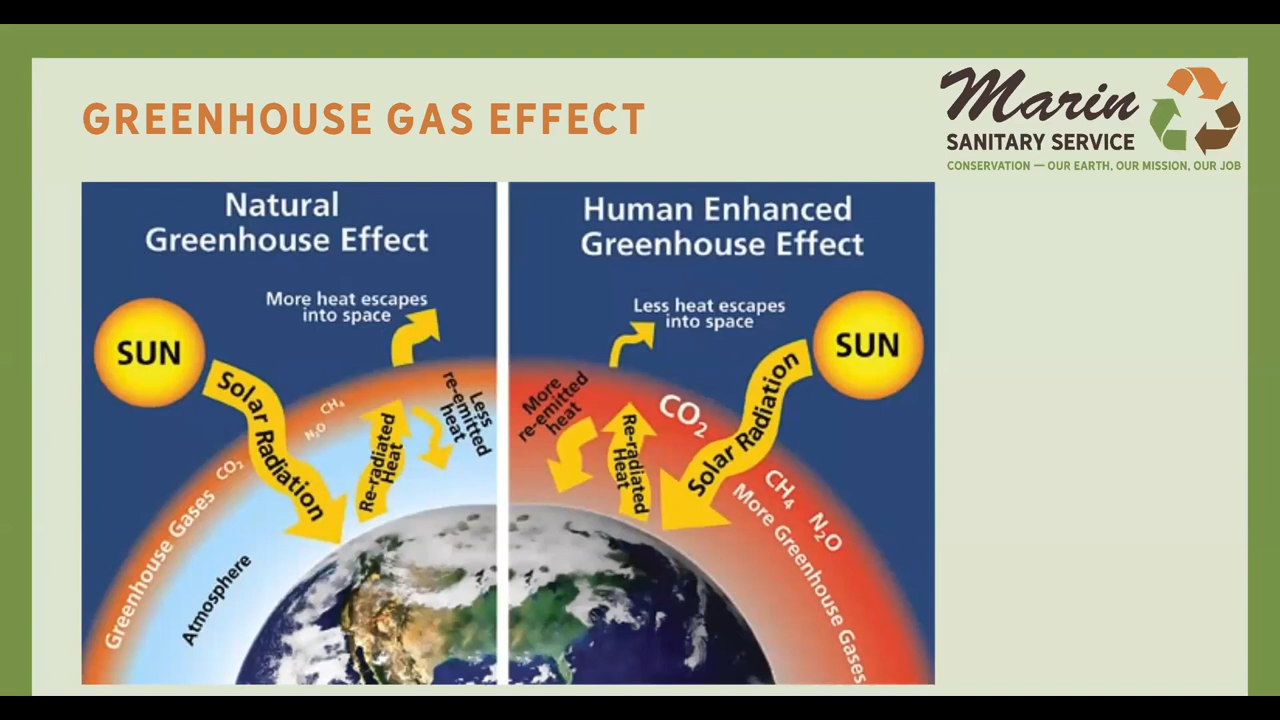 GREENHOUSE GAS EFFECT
Marin
SANITARY SERVICE
CONSERVATION — OUR EARTH, OUR MISSION, OUR JOB
Natural
Greenhouse Effect
More heat escapes
into space
SUN
Solar Radiation
CH₄
N₂O
CO₂
Greenhouse Gases
Atmosphere
Re-radiated
Heat
Less
re-emitted
heat
Human Enhanced
Greenhouse Effect
Less heat escapes
into space
SUN
Solar Radiation
More
re-emitted
heat
Re-radiated
Heat
CO₂
CH₄
N₂O
More Greenhouse Gases